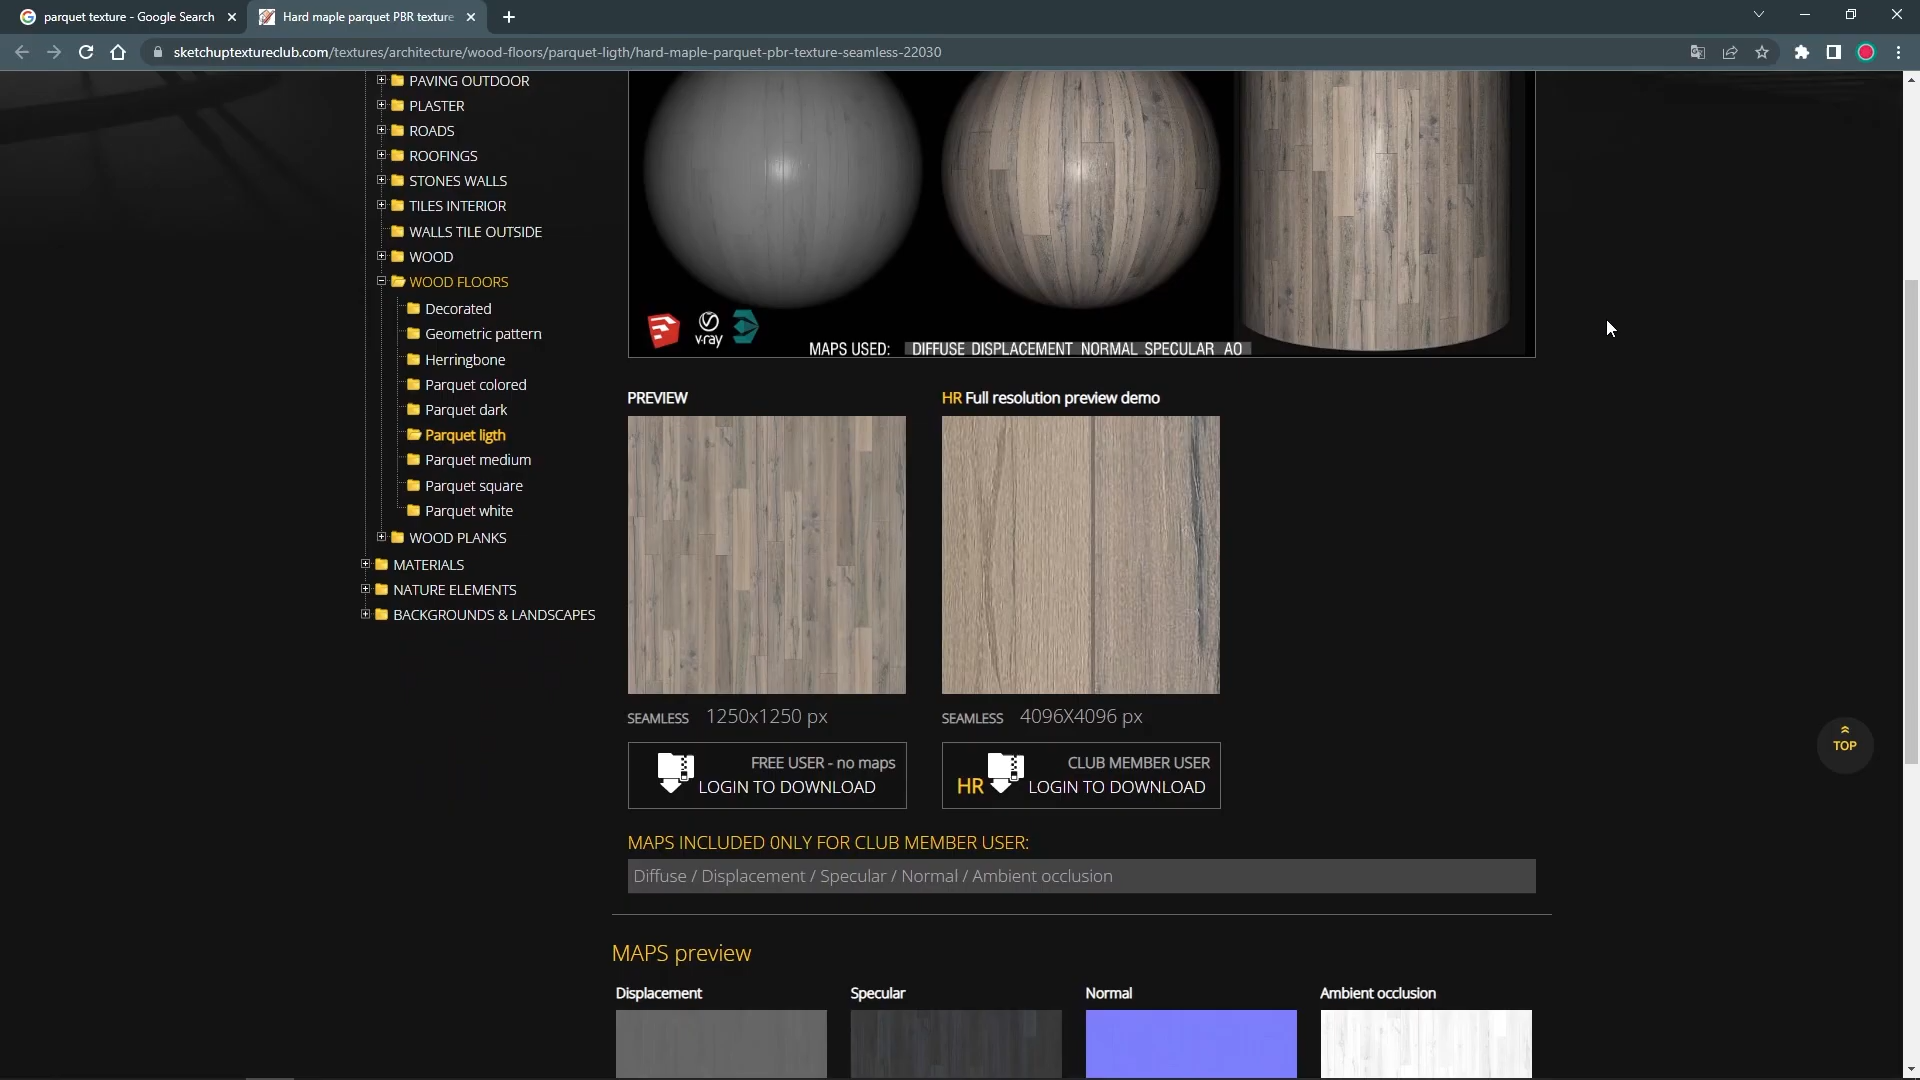 parquet texture - Google Search
Hard maple parquet PBR texture
sketchuptextureclub.com/textures/architecture/wood-floors/parquet-ligth/hard-maple-parquet-pbr-texture-seamless-22030
PAVING OUTDOOR
PLASTER
ROADS
ROOFINGS
STONES WALLS
TILES INTERIOR
WALLS TILE OUTSIDE
WOOD
WOOD FLOORS
Decorated
Geometric pattern
Herringbone
Parquet colored
Parquet dark
Parquet ligth
Parquet medium
Parquet square
Parquet white
WOOD PLANKS
MATERIALS
NATURE ELEMENTS
BACKGROUNDS & LANDSCAPES
v·ray
MAPS USED: DIFFUSE DISPLACEMENT NORMAL SPECULAR AO
PREVIEW
HR Full resolution preview demo
SEAMLESS 1250x1250 px
SEAMLESS 4096X4096 px
FREE USER - no maps
LOGIN TO DOWNLOAD
CLUB MEMBER USER
HR LOGIN TO DOWNLOAD
TOP
MAPS INCLUDED 0NLY FOR CLUB MEMBER USER:
Diffuse / Displacement / Specular / Normal / Ambient occlusion
MAPS preview
Displacement
Specular
Normal
Ambient occlusion